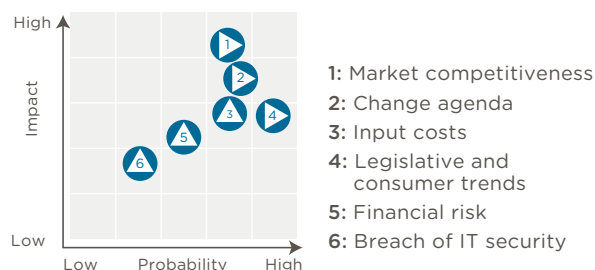 High
Impact
Low
Low Probability High
1
2
3
4
5
6
1: Market competitiveness
2: Change agenda
3: Input costs
4: Legislative and
consumer trends
5: Financial risk
6: Breach of IT security